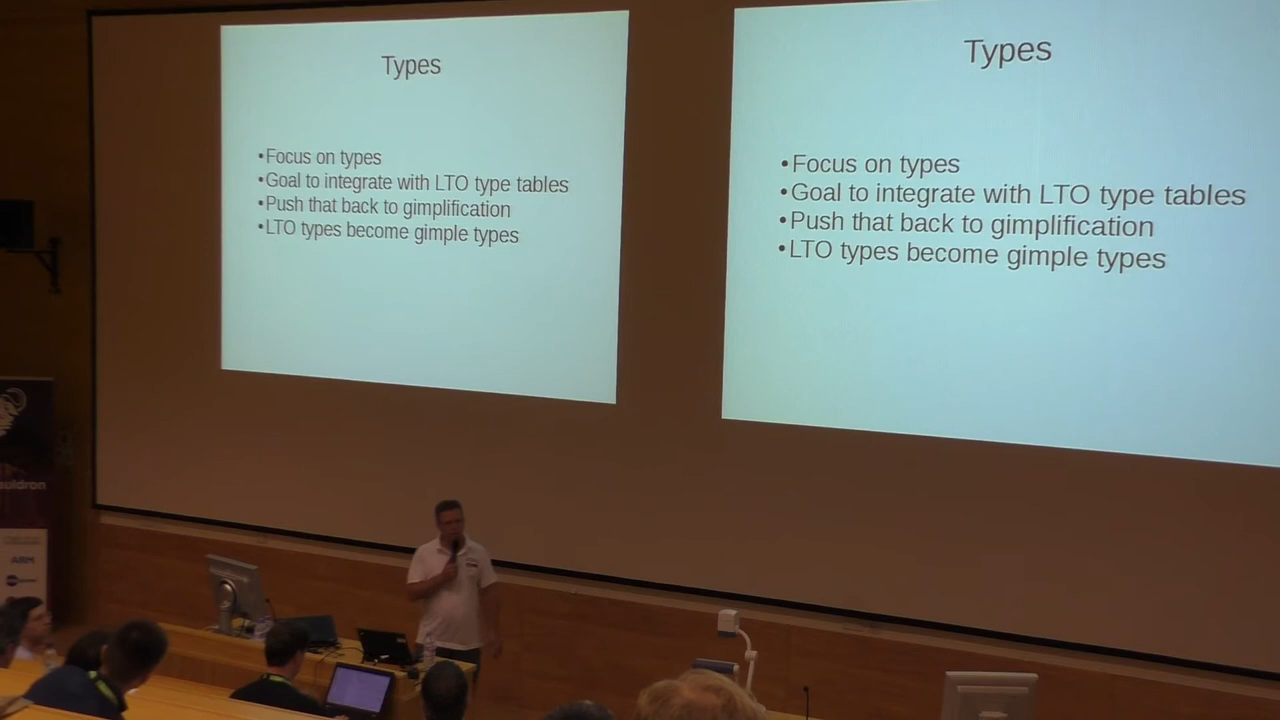 Types
•Focus on types
•Goal to integrate with LTO type tables
•Push that back to gimplification
•LTO types become gimple types
Types
•Focus on types
•Goal to integrate with LTO type tables
•Push that back to gimplification
•LTO types become gimple types
uldron
ARM